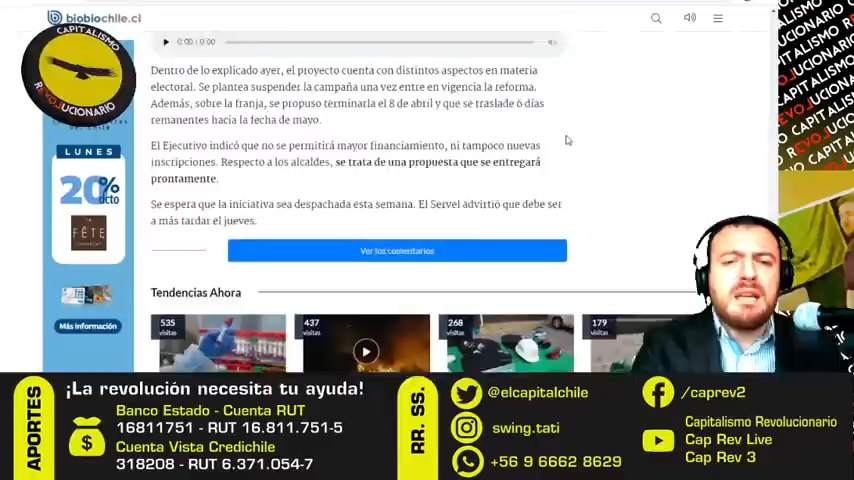 biobiochile.cl
0:00 / 0:00
CAPITALISMO
REVOLUCIONARIO
Dentro de lo explicado ayer, el proyecto cuenta con distintos aspectos en materia
electoral. Se plantea suspender la campaña una vez entre en vigencia la reforma.
Además, sobre la franja, se propuso terminarla el 8 de abril y que se traslade 6 días
remanentes hacia la fecha de mayo.
El Ejecutivo indicó que no se permitirá mayor financiamiento, ni tampoco nuevas
inscripciones. Respecto a los alcaldes, se trata de una propuesta que se entregará
prontamente.
Se espera que la iniciativa sea despachada esta semana. El Servel advirtió que debe ser
a más tardar el jueves.
LUNES
20%
dcto
FÊTE
Más información
Ver los comentarios
Tendencias Ahora
535
visitas
437
visitas
268
visitas
179
visitas
APORTES
¡La revolución necesita tu ayuda!
Banco Estado - Cuenta RUT
16811751 - RUT 16.811.751-5
Cuenta Vista Credichile
318208 - RUT 6.371.054-7
RR. SS.
@elcapitalchile
swing.tati
+56 9 6662 8629
/caprev2
Capitalismo Revolucionario
Cap Rev Live
Cap Rev 3